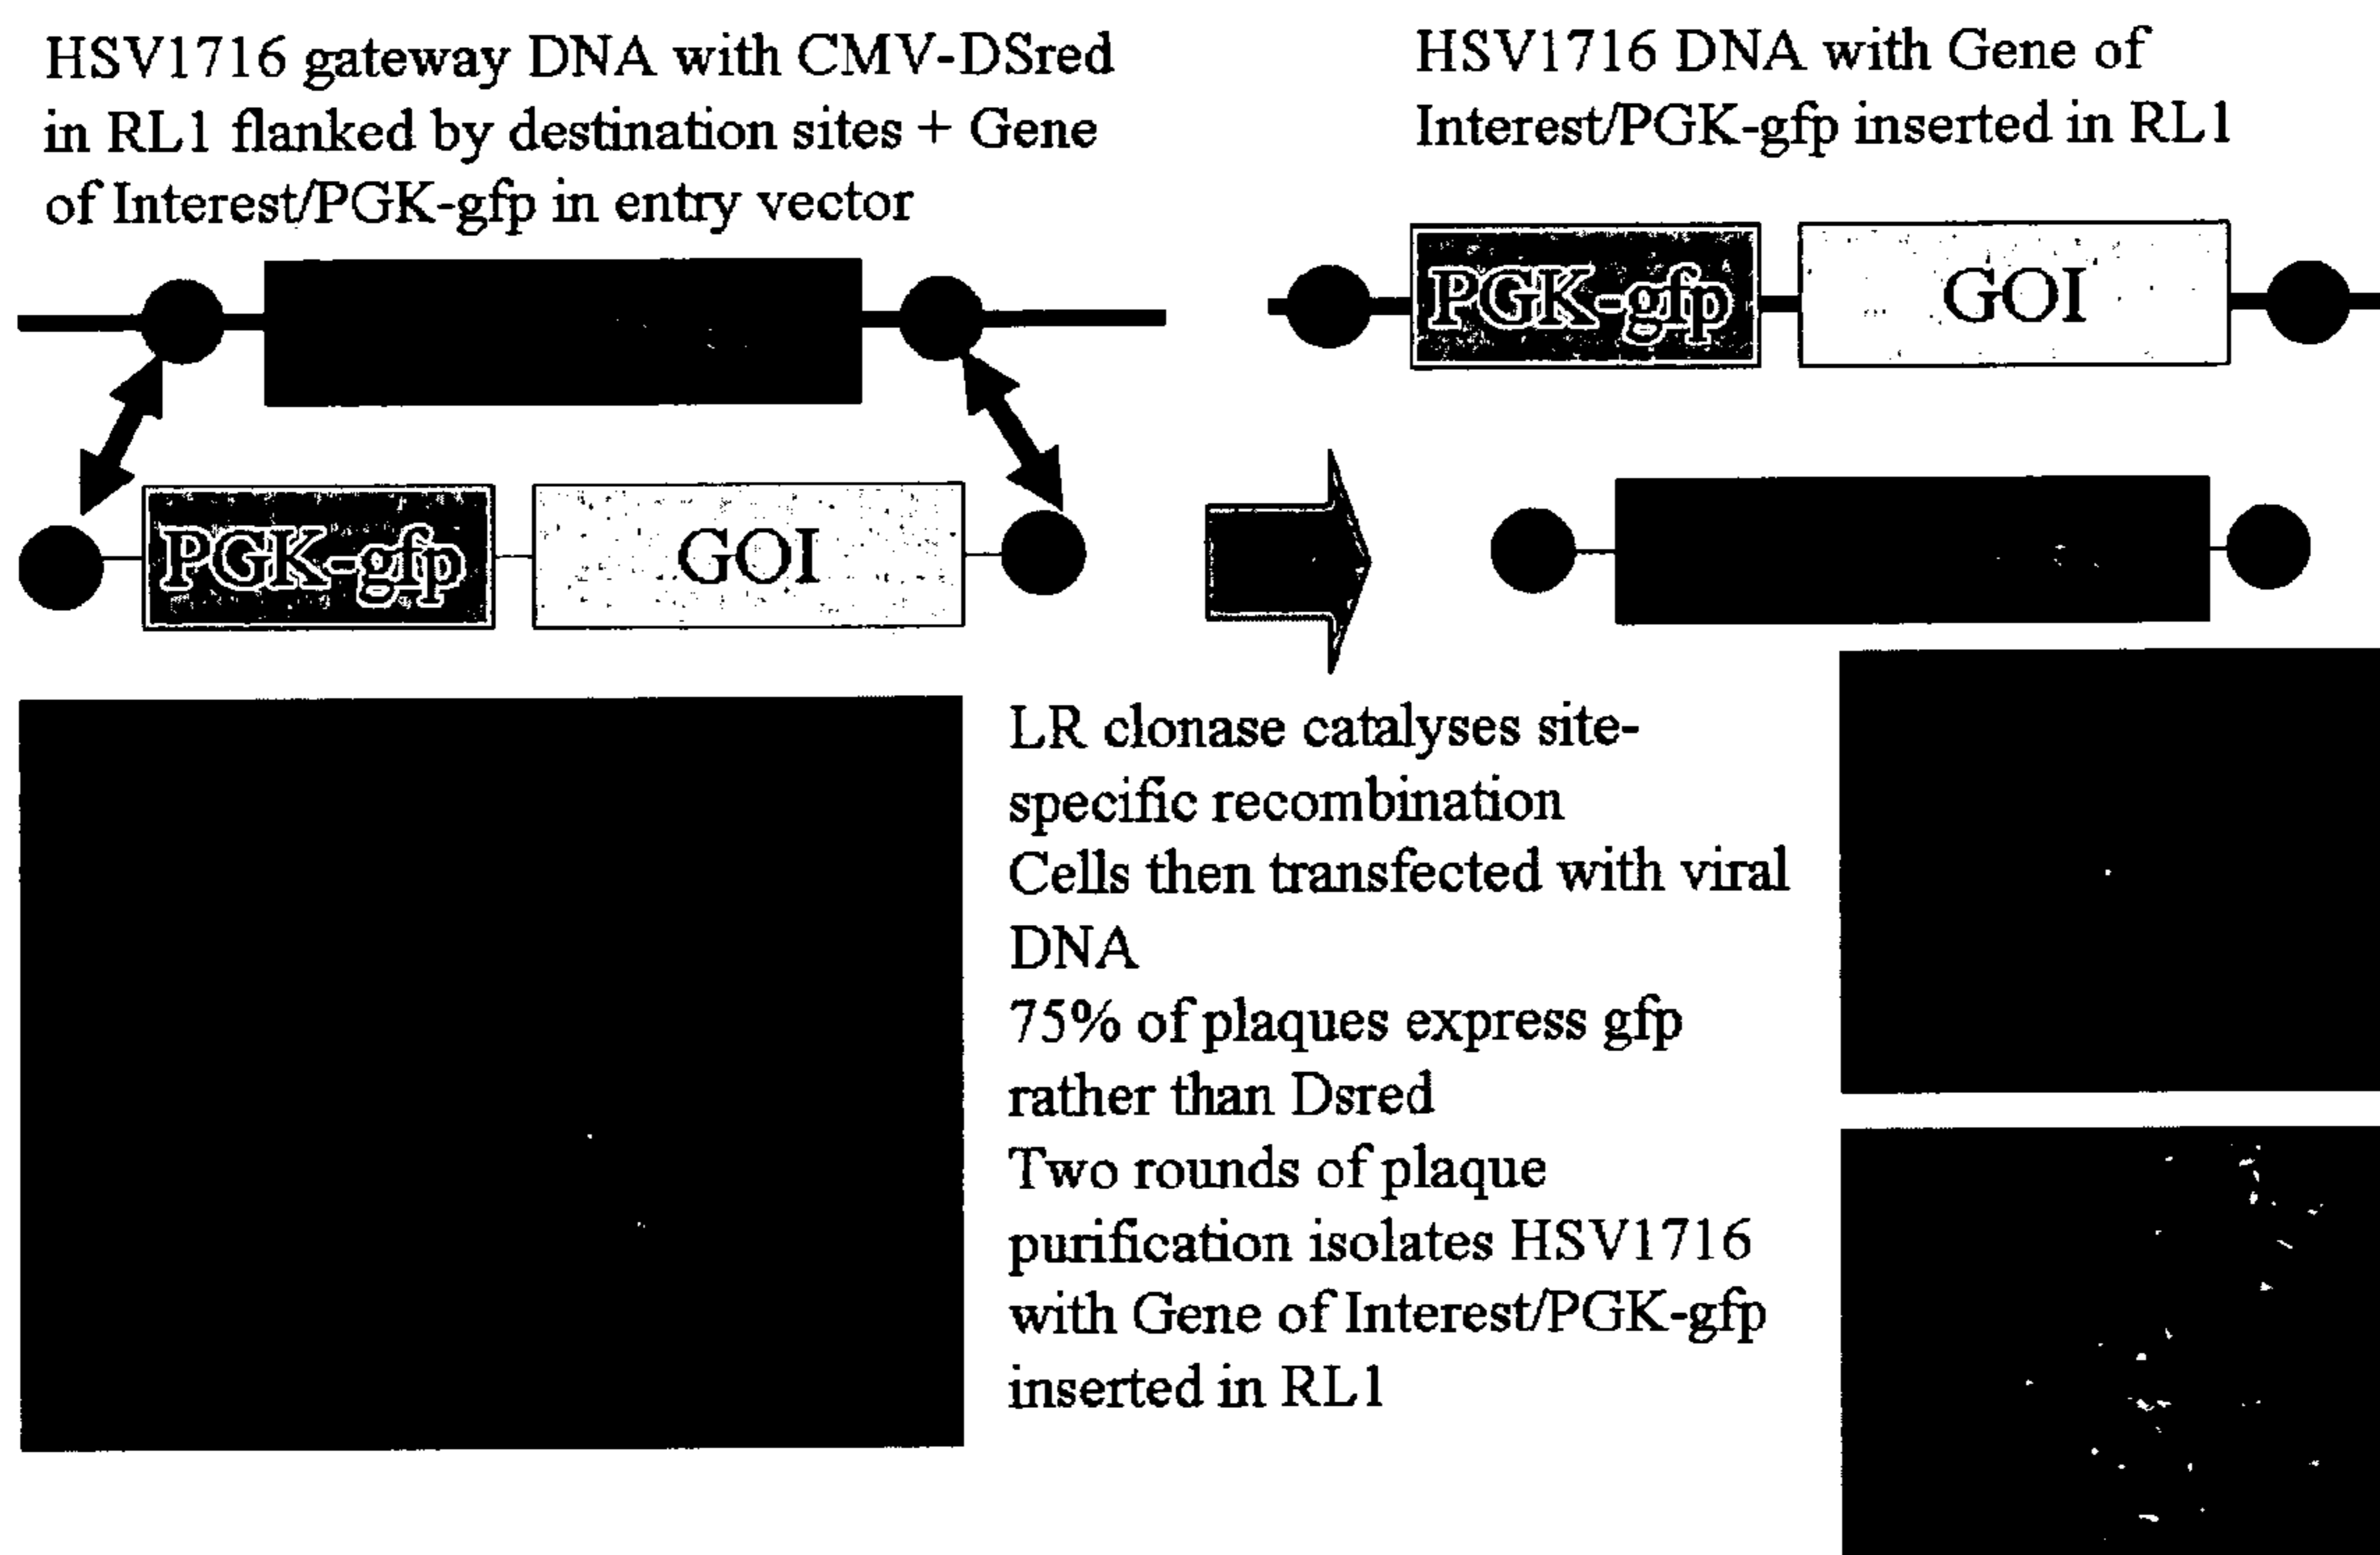 HSV1716 gateway DNA with CMV-DSred
in RL1 flanked by destination sites + Gene
of Interest/PGK-gfp in entry vector
HSV1716 DNA with Gene of
Interest/PGK-gfp inserted in RL1
PGK-gfp
GOI
PGK-gfp
GOI
LR clonase catalyses site-
specific recombination
Cells then transfected with viral
DNA
75% of plaques express gfp
rather than Dsred
Two rounds of plaque
purification isolates HSV1716
with Gene of Interest/PGK-gfp
inserted in RL1